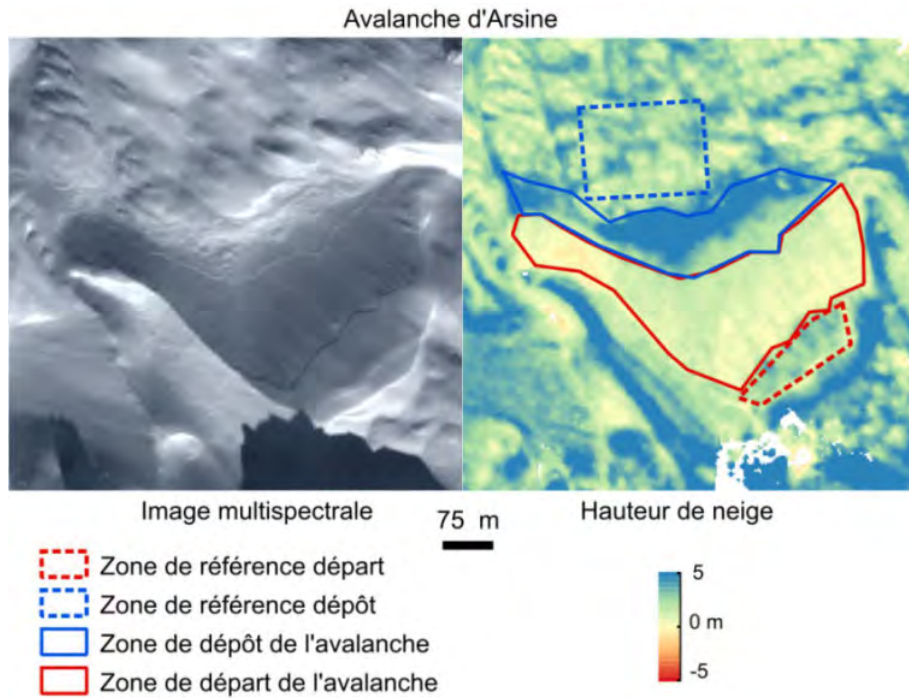 Avalanche d'Arsine
Image multispectrale
75 m
Hauteur de neige
Zone de référence départ
Zone de référence dépôt
Zone de dépôt de l'avalanche
Zone de départ de l'avalanche
5
0 m
-5